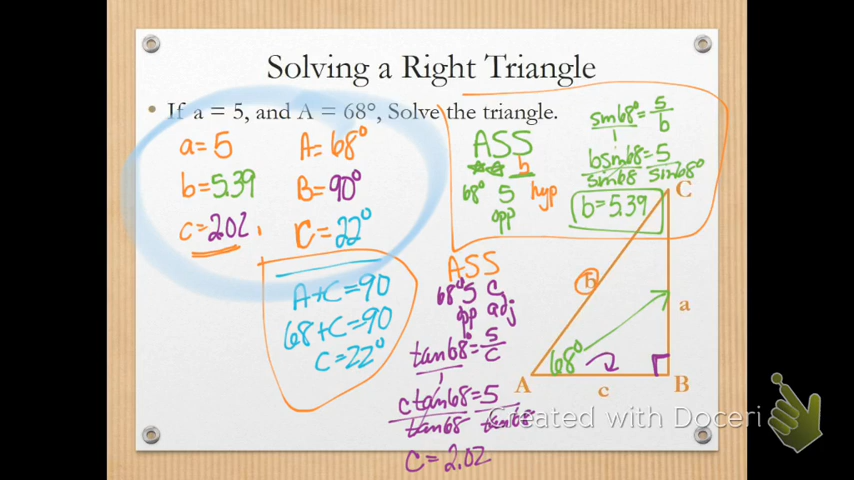 Solving a Right Triangle
• If a = 5, and A = 68°, Solve the triangle.
a = 5
A = 68°
b = 5.39
B = 90°
c = 2.02
C = 22°
A + C = 90
68 + C = 90
C = 22°
ASS
b
68° 5 hyp
opp
sin68° = 5/b
bsin68 = 5
sin68 sin68°
b = 5.39
ASS
68° 5 c
opp adj
tan68° = 5/c
ctan68 = 5
tan68 tan68
C = 2.02
C
b
a
68°
A
c
B
Created with Doceri